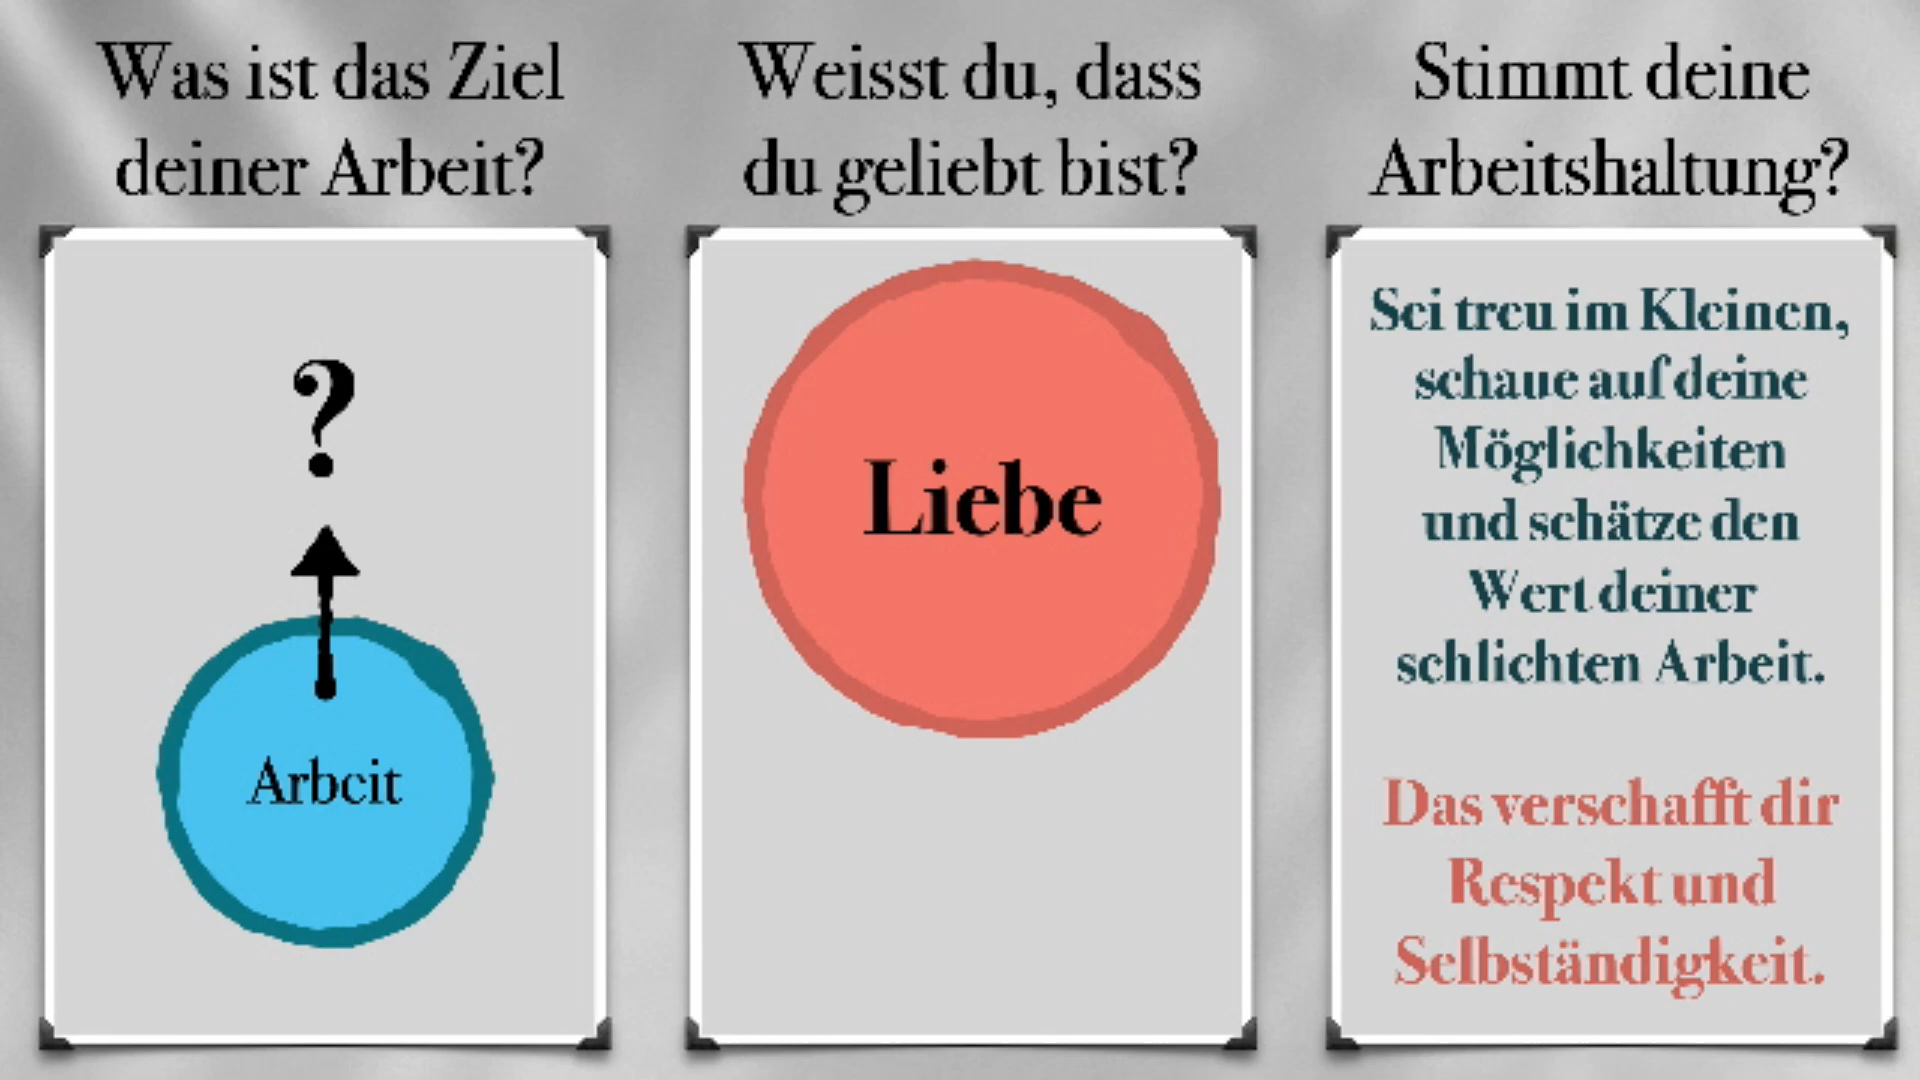 Was ist das Ziel
deiner Arbeit?
?
Arbeit
Weisst du, dass
du geliebt bist?
Liebe
Stimmt deine
Arbeitshaltung?
Sei treu im Kleinen,
schaue auf deine
Möglichkeiten
und schätze den
Wert deiner
schlichten Arbeit.
Das verschafft dir
Respekt und
Selbständigkeit.